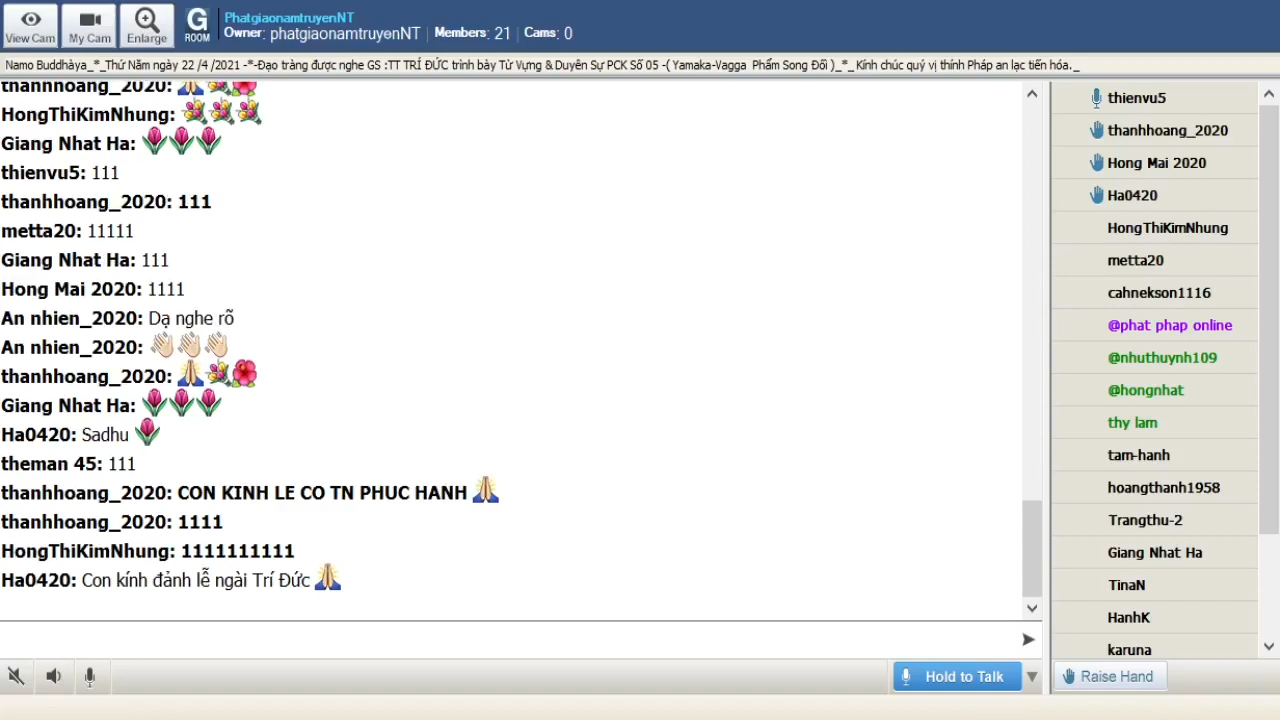 View Cam
My Cam
Enlarge
G
ROOM
PhatgiaonamtruyenNT
Owner: phatgiaonamtruyenNT | Members: 21 | Cams: 0
Namo Buddhàya_*_Thứ Năm ngày 22 /4 /2021 -*-Đạo tràng được nghe GS :TT TRÍ ĐỨC trình bày Từ Vựng & Duyên Sự PCK Số 05 -( Yamaka-Vagga Phẩm Song Đối )_*_ Kính chúc quý vị thính Pháp an lạc tiến hóa._
thanhhoang_2020:
HongThiKimNhung:
Giang Nhat Ha:
thienvu5: 111
thanhhoang_2020: 111
metta20: 11111
Giang Nhat Ha: 111
Hong Mai 2020: 1111
An nhien_2020: Dạ nghe rõ
An nhien_2020:
thanhhoang_2020:
Giang Nhat Ha:
Ha0420: Sadhu
theman 45: 111
thanhhoang_2020: CON KINH LE CO TN PHUC HANH
thanhhoang_2020: 1111
HongThiKimNhung: 1111111111
Ha0420: Con kính đảnh lễ ngài Trí Đức
thienvu5
thanhhoang_2020
Hong Mai 2020
Ha0420
HongThiKimNhung
metta20
cahnekson1116
@phat phap online
@nhuthuynh109
@hongnhat
thy lam
tam-hanh
hoangthanh1958
Trangthu-2
Giang Nhat Ha
TinaN
HanhK
karuna
Hold to Talk
Raise Hand